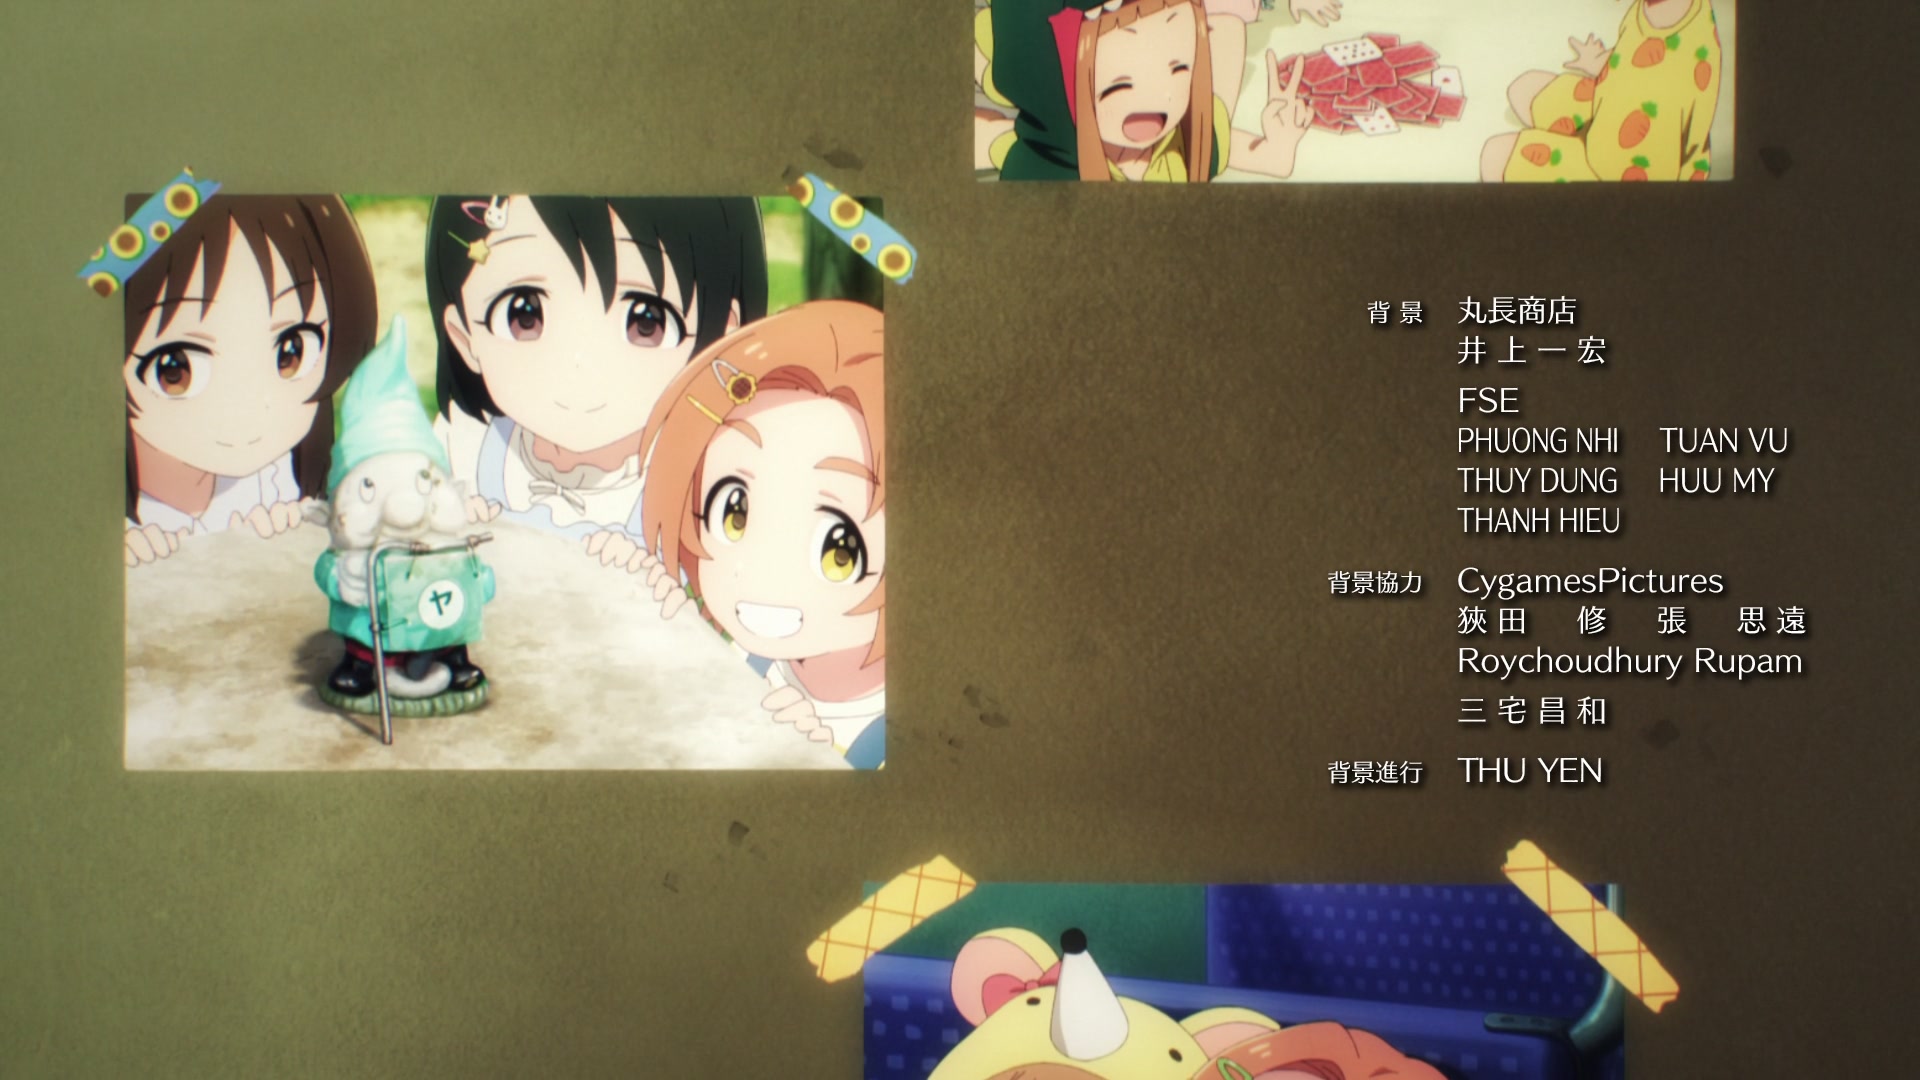 ヤ
背景 丸長商店
井上一宏
FSE
PHUONG NHI TUAN VU
THUY DUNG HUU MY
THANH HIEU
背景協力 CygamesPictures
狹田 修 張 思遠
Roychoudhury Rupam
三宅昌和
背景進行 THU YEN